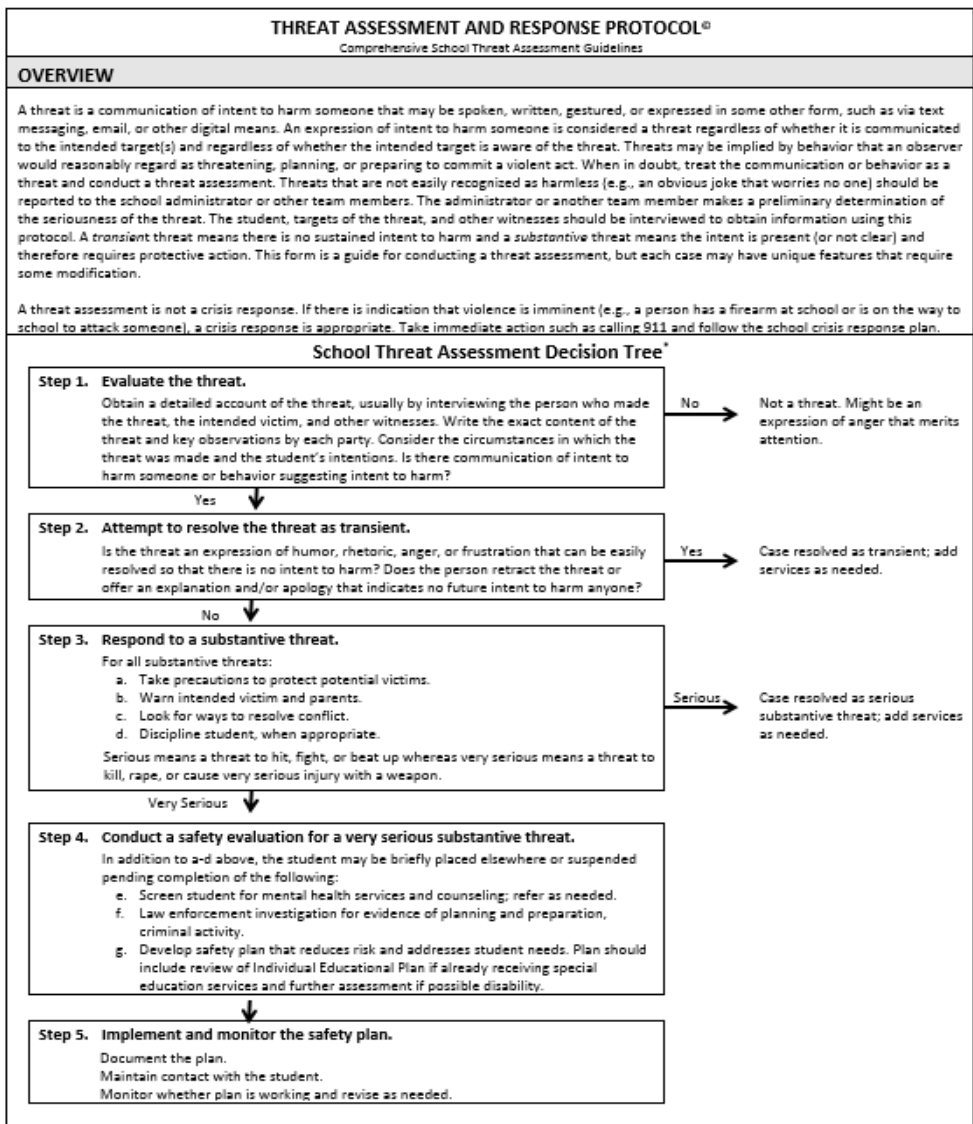 THREAT ASSESSMENT AND RESPONSE PROTOCOL©
Comprehensive School Threat Assessment Guidelines
OVERVIEW
A threat is a communication of intent to harm someone that may be spoken, written, gestured, or expressed in some other form, such as via text
messaging, email, or other digital means. An expression of intent to harm someone is considered a threat regardless of whether it is communicated
to the intended target(s) and regardless of whether the intended target is aware of the threat. Threats may be implied by behavior that an observer
would reasonably regard as threatening, planning, or preparing to commit a violent act. When in doubt, treat the communication or behavior as a
threat and conduct a threat assessment. Threats that are not easily recognized as harmless (e.g., an obvious joke that worries no one) should be
reported to the school administrator or other team members. The administrator or another team member makes a preliminary determination of
the seriousness of the threat. The student, targets of the threat, and other witnesses should be interviewed to obtain information using this
protocol. A transient threat means there is no sustained intent to harm and a substantive threat means the intent is present (or not clear) and
therefore requires protective action. This form is a guide for conducting a threat assessment, but each case may have unique features that require
some modification.
A threat assessment is not a crisis response. If there is indication that violence is imminent (e.g., a person has a firearm at school or is on the way to
school to attack someone), a crisis response is appropriate. Take immediate action such as calling 911 and follow the school crisis response plan.
School Threat Assessment Decision Tree*
Step 1. Evaluate the threat.
Obtain a detailed account of the threat, usually by interviewing the person who made
the threat, the intended victim, and other witnesses. Write the exact content of the
threat and key observations by each party. Consider the circumstances in which the
threat was made and the student's intentions. Is there communication of intent to
harm someone or behavior suggesting intent to harm?
No
Not a threat. Might be an
expression of anger that merits
attention.
Yes
Step 2. Attempt to resolve the threat as transient.
Is the threat an expression of humor, rhetoric, anger, or frustration that can be easily
resolved so that there is no intent to harm? Does the person retract the threat or
offer an explanation and/or apology that indicates no future intent to harm anyone?
Yes
Case resolved as transient; add
services as needed.
No
Step 3. Respond to a substantive threat.
For all substantive threats:
a. Take precautions to protect potential victims.
b. Warn intended victim and parents.
c. Look for ways to resolve conflict.
d. Discipline student, when appropriate.
Serious means a threat to hit, fight, or beat up whereas very serious means a threat to
kill, rape, or cause very serious injury with a weapon.
Serious
Case resolved as serious
substantive threat; add services
as needed.
Very Serious
Step 4. Conduct a safety evaluation for a very serious substantive threat.
In addition to a-d above, the student may be briefly placed elsewhere or suspended
pending completion of the following:
e. Screen student for mental health services and counseling; refer as needed.
f. Law enforcement investigation for evidence of planning and preparation,
criminal activity.
g. Develop safety plan that reduces risk and addresses student needs. Plan should
include review of Individual Educational Plan if already receiving special
education services and further assessment if possible disability.
Step 5. Implement and monitor the safety plan.
Document the plan.
Maintain contact with the student.
Monitor whether plan is working and revise as needed.